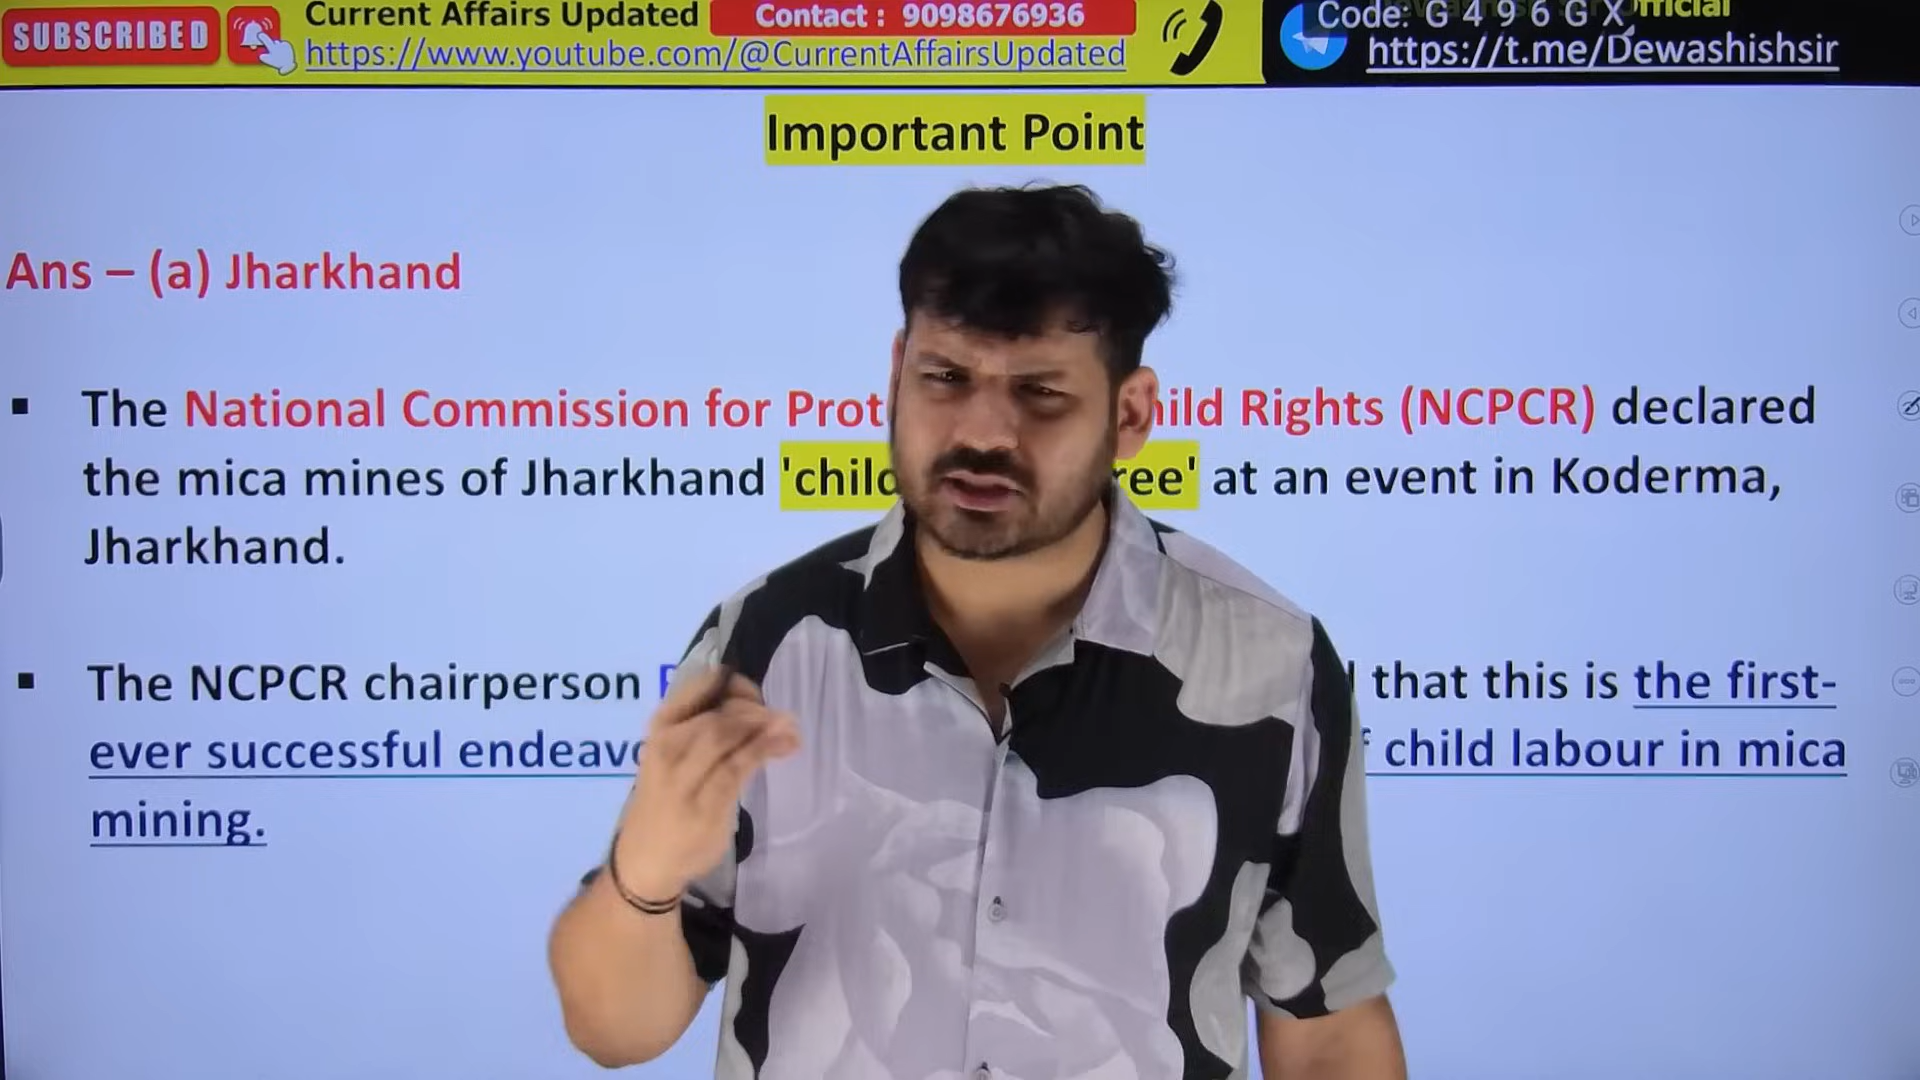 SUBSCRIBED
Current Affairs Updated
https://www.youtube.com/@CurrentAffairsUpdated
Contact : 9098676936
Code: G 4 9 6 G X
https://t.me/Dewashishsir
Important Point
Ans – (a) Jharkhand
▪ The National Commission for Prot ild Rights (NCPCR) declared
the mica mines of Jharkhand 'child ree' at an event in Koderma,
Jharkhand.
▪ The NCPCR chairperson that this is the first-
ever successful endeavo child labour in mica
mining.